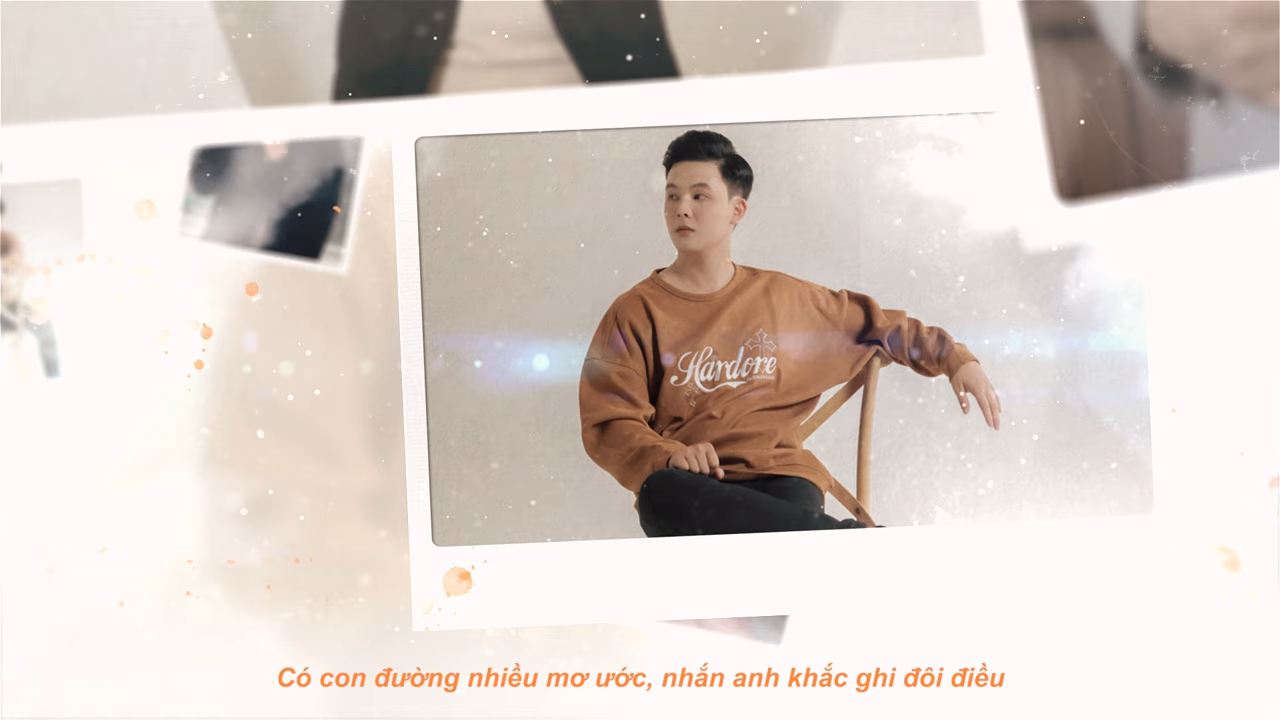 Hardore
Có con đường nhiều mơ ước, nhắn anh khắc ghi đôi điều